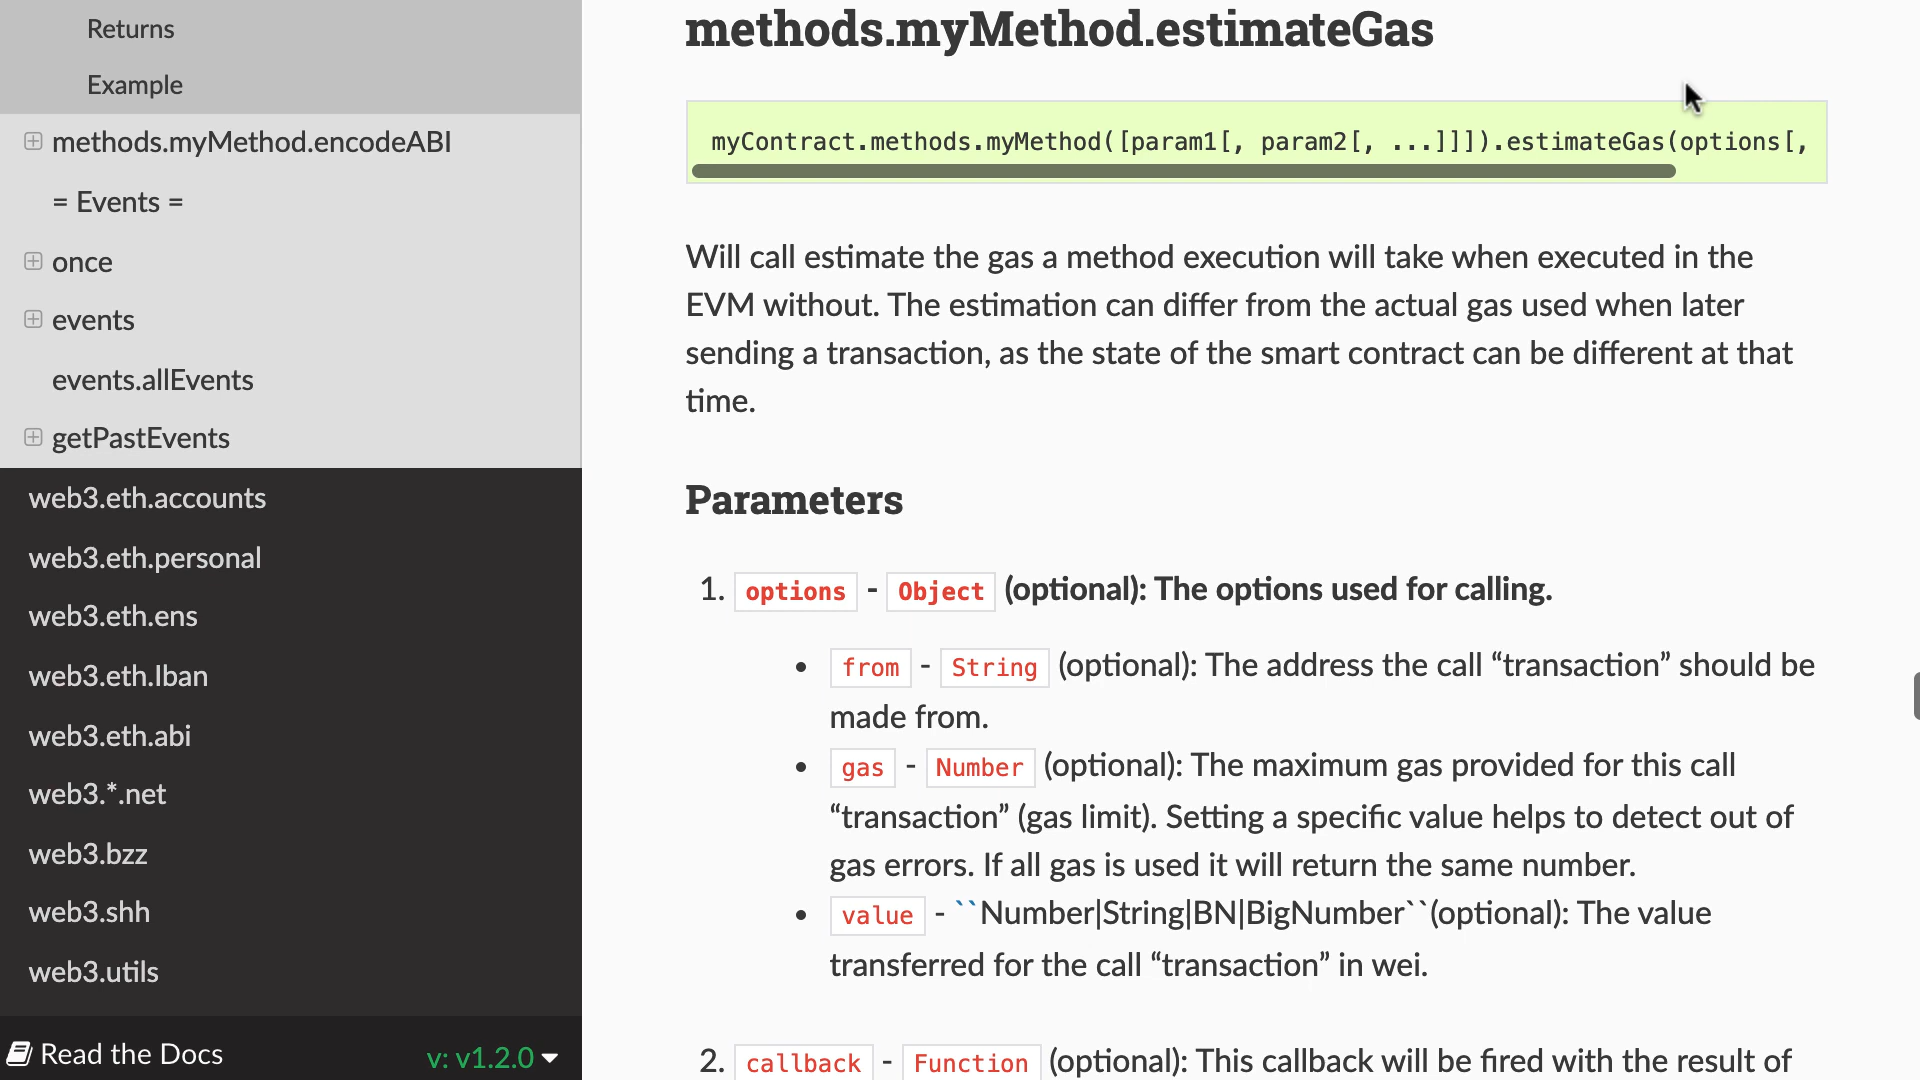 Returns
Example
methods.myMethod.encodeABI
= Events =
once
events
events.allEvents
getPastEvents
web3.eth.accounts
web3.eth.personal
web3.eth.ens
web3.eth.Iban
web3.eth.abi
web3.*.net
web3.bzz
web3.shh
web3.utils
Read the Docs
v: v1.2.0
methods.myMethod.estimateGas
myContract.methods.myMethod([param1[, param2[, ...]]]).estimateGas(options[,
Will call estimate the gas a method execution will take when executed in the
EVM without. The estimation can differ from the actual gas used when later
sending a transaction, as the state of the smart contract can be different at that
time.
Parameters
1. options - Object (optional): The options used for calling.
• from - String (optional): The address the call “transaction” should be
made from.
• gas - Number (optional): The maximum gas provided for this call
“transaction” (gas limit). Setting a specific value helps to detect out of
gas errors. If all gas is used it will return the same number.
• value - ``Number|String|BN|BigNumber``(optional): The value
transferred for the call “transaction” in wei.
2. callback - Function (optional): This callback will be fired with the result of